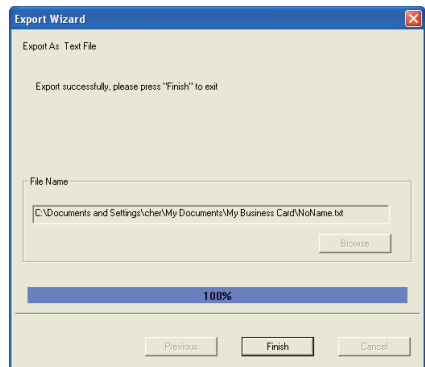 Export Wizard
Export As  Text File
Export successfully, please press "Finish" to exit
File Name
C:\Documents and Settings\cher\My Documents\My Business Card\NoName.txt
Browse
100%
Previous
Finish
Cancel